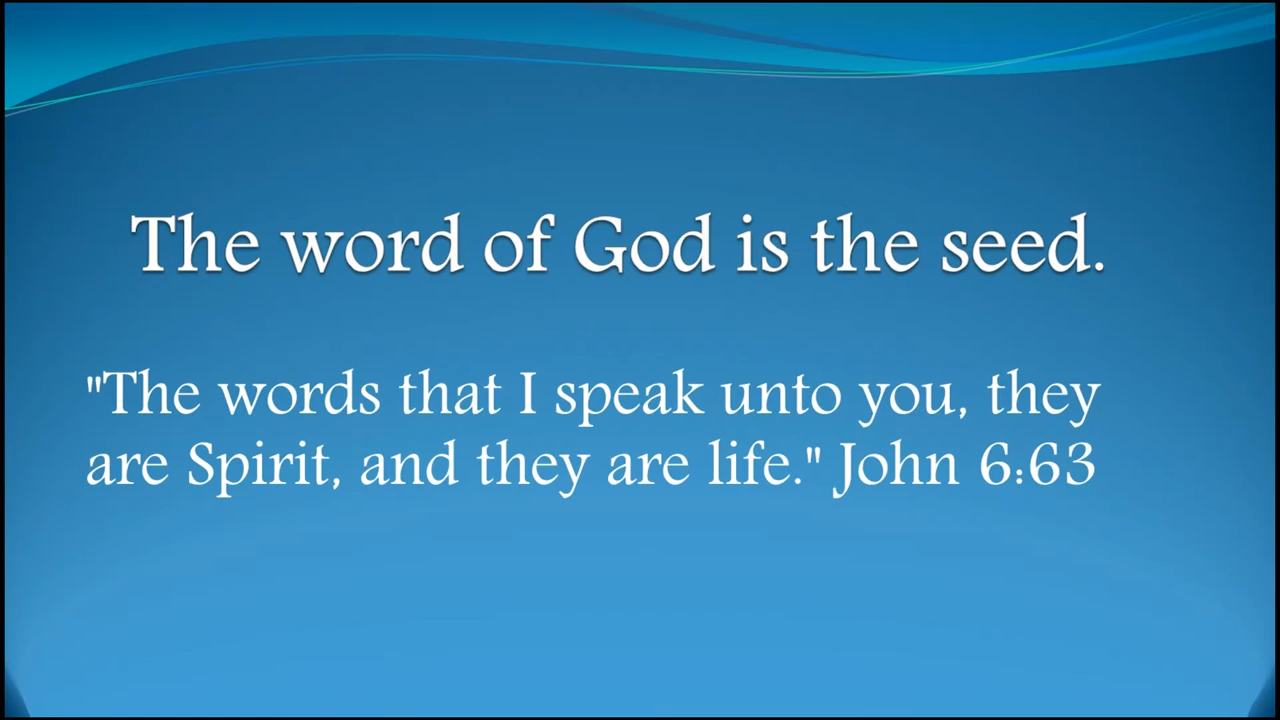 The word of God is the seed.
"The words that I speak unto you, they
are Spirit, and they are life." John 6:63